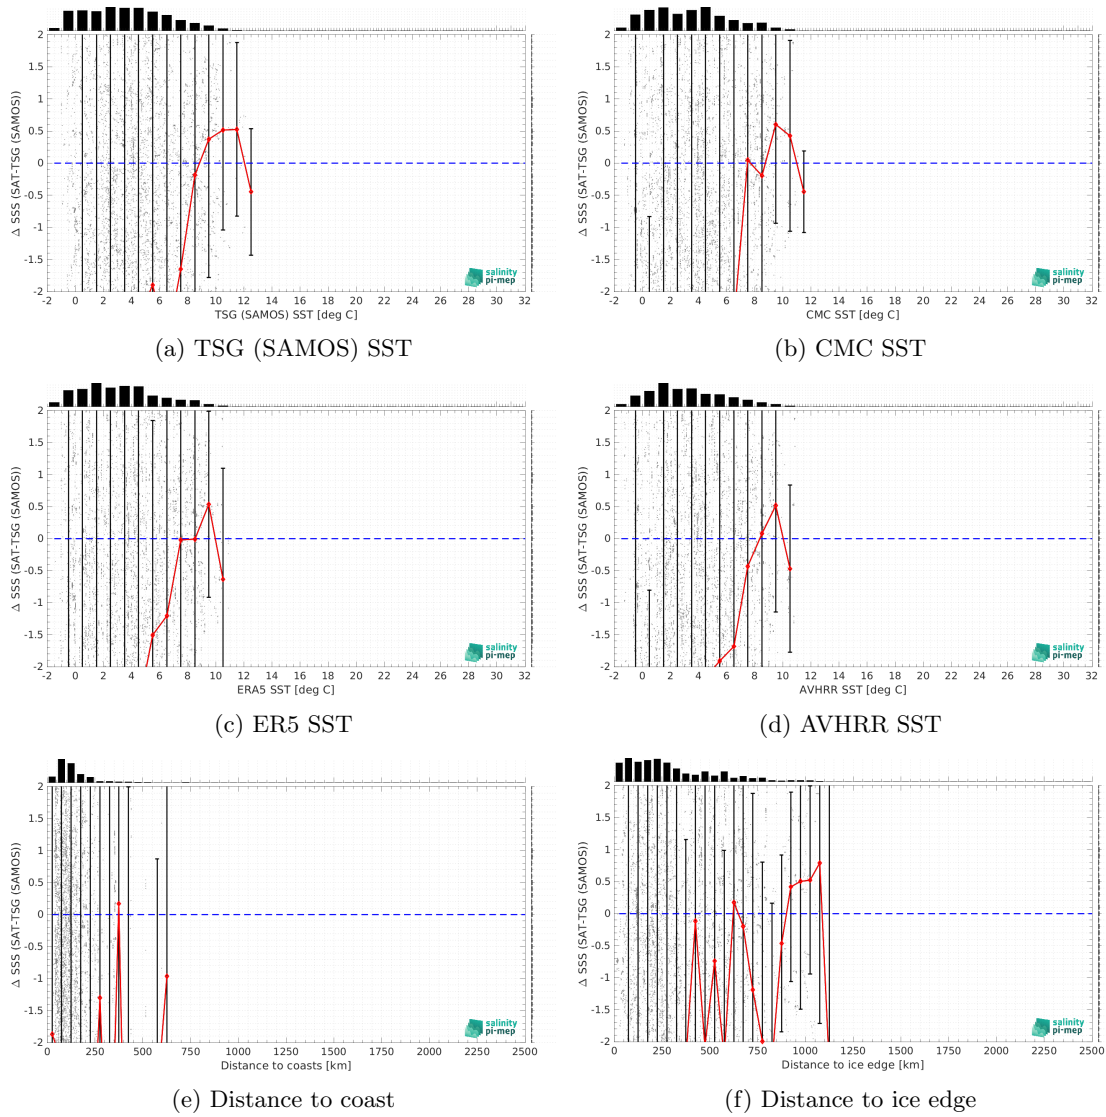 2
1.5
1
0.5
0
-0.5
-1
-1.5
-2
-2 0 2 4 6 8 10 12 14 16 18 20 22 24 26 28 30 32
Δ SSS (SAT-TSG (SAMOS))
TSG (SAMOS) SST [deg C]
salinity
pi-mep
(a) TSG (SAMOS) SST
2
1.5
1
0.5
0
-0.5
-1
-1.5
-2
-2 0 2 4 6 8 10 12 14 16 18 20 22 24 26 28 30 32
Δ SSS (SAT-TSG (SAMOS))
CMC SST [deg C]
salinity
pi-mep
(b) CMC SST
2
1.5
1
0.5
0
-0.5
-1
-1.5
-2
-2 0 2 4 6 8 10 12 14 16 18 20 22 24 26 28 30 32
Δ SSS (SAT-TSG (SAMOS))
ERA5 SST [deg C]
salinity
pi-mep
(c) ER5 SST
2
1.5
1
0.5
0
-0.5
-1
-1.5
-2
-2 0 2 4 6 8 10 12 14 16 18 20 22 24 26 28 30 32
Δ SSS (SAT-TSG (SAMOS))
AVHRR SST [deg C]
salinity
pi-mep
(d) AVHRR SST
2
1.5
1
0.5
0
-0.5
-1
-1.5
-2
0 250 500 750 1000 1250 1500 1750 2000 2250 2500
Δ SSS (SAT-TSG (SAMOS))
Distance to coasts [km]
salinity
pi-mep
(e) Distance to coast
2
1.5
1
0.5
0
-0.5
-1
-1.5
-2
0 250 500 750 1000 1250 1500 1750 2000 2250 2500
Δ SSS (SAT-TSG (SAMOS))
Distance to ice edge [km]
salinity
pi-mep
(f) Distance to ice edge